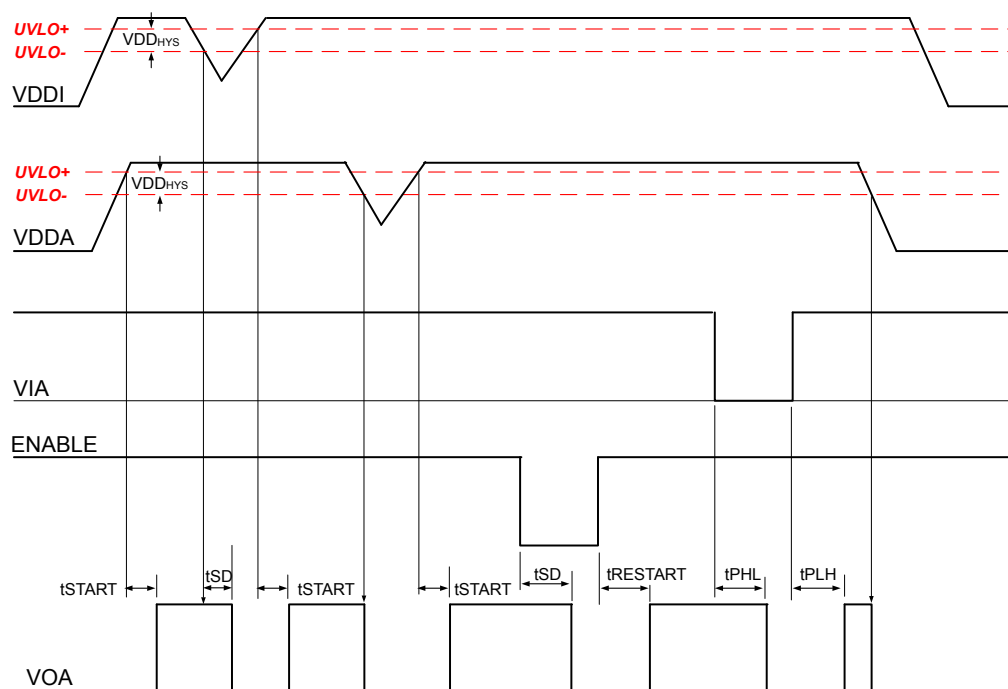 UVLO+
VDDHYS
UVLO-
VDDI
UVLO+
VDDHYS
UVLO-
VDDA
VIA
ENABLE
tSTART
tSD
tSTART
tSTART
tSD
tRESTART
tPHL
tPLH
VOA